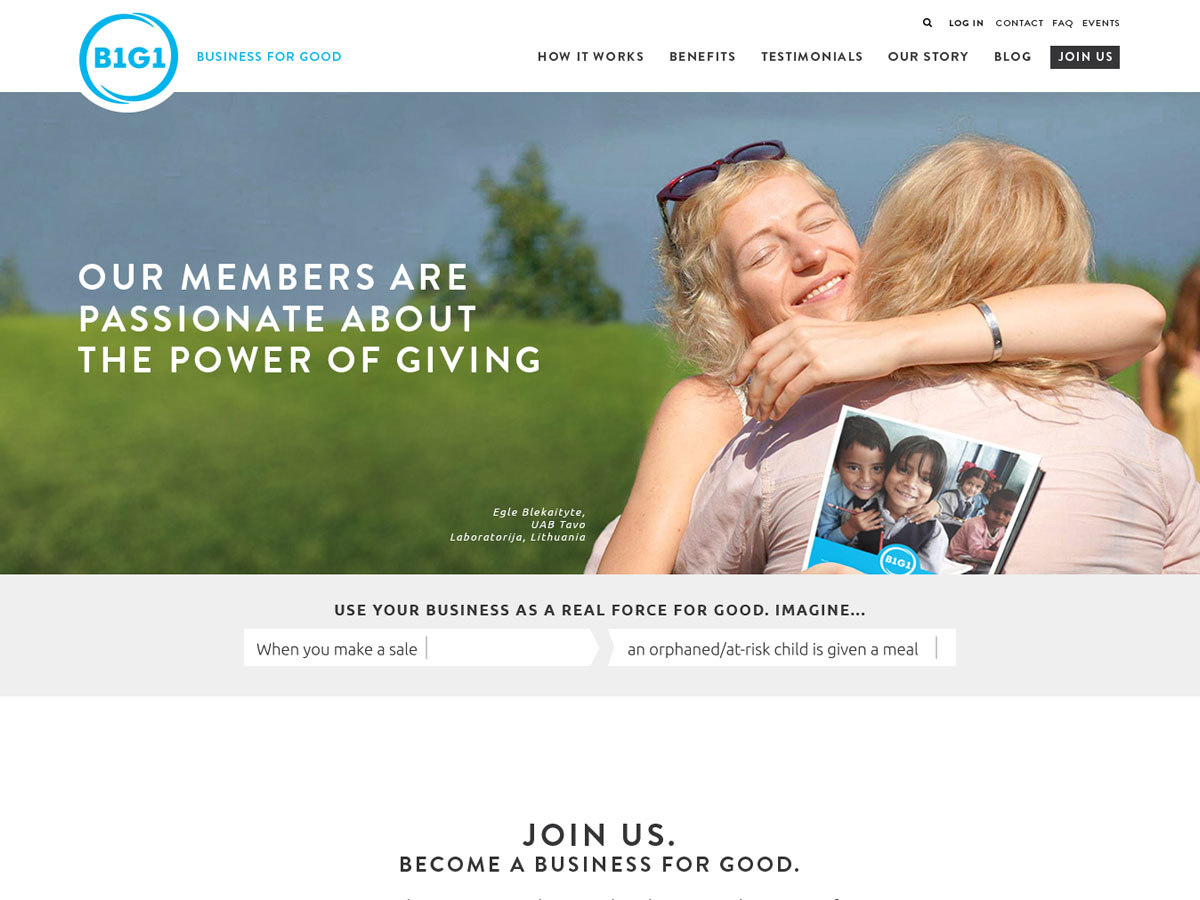 LOG IN CONTACT FAQ EVENTS
B1G1 BUSINESS FOR GOOD
HOW IT WORKS BENEFITS TESTIMONIALS OUR STORY BLOG JOIN US
OUR MEMBERS ARE
PASSIONATE ABOUT
THE POWER OF GIVING
Egle Blekaityte,
UAB Tavo
Laboratorija, Lithuania
B1G1
USE YOUR BUSINESS AS A REAL FORCE FOR GOOD. IMAGINE...
When you make a sale
an orphaned/at-risk child is given a meal
JOIN US.
BECOME A BUSINESS FOR GOOD.